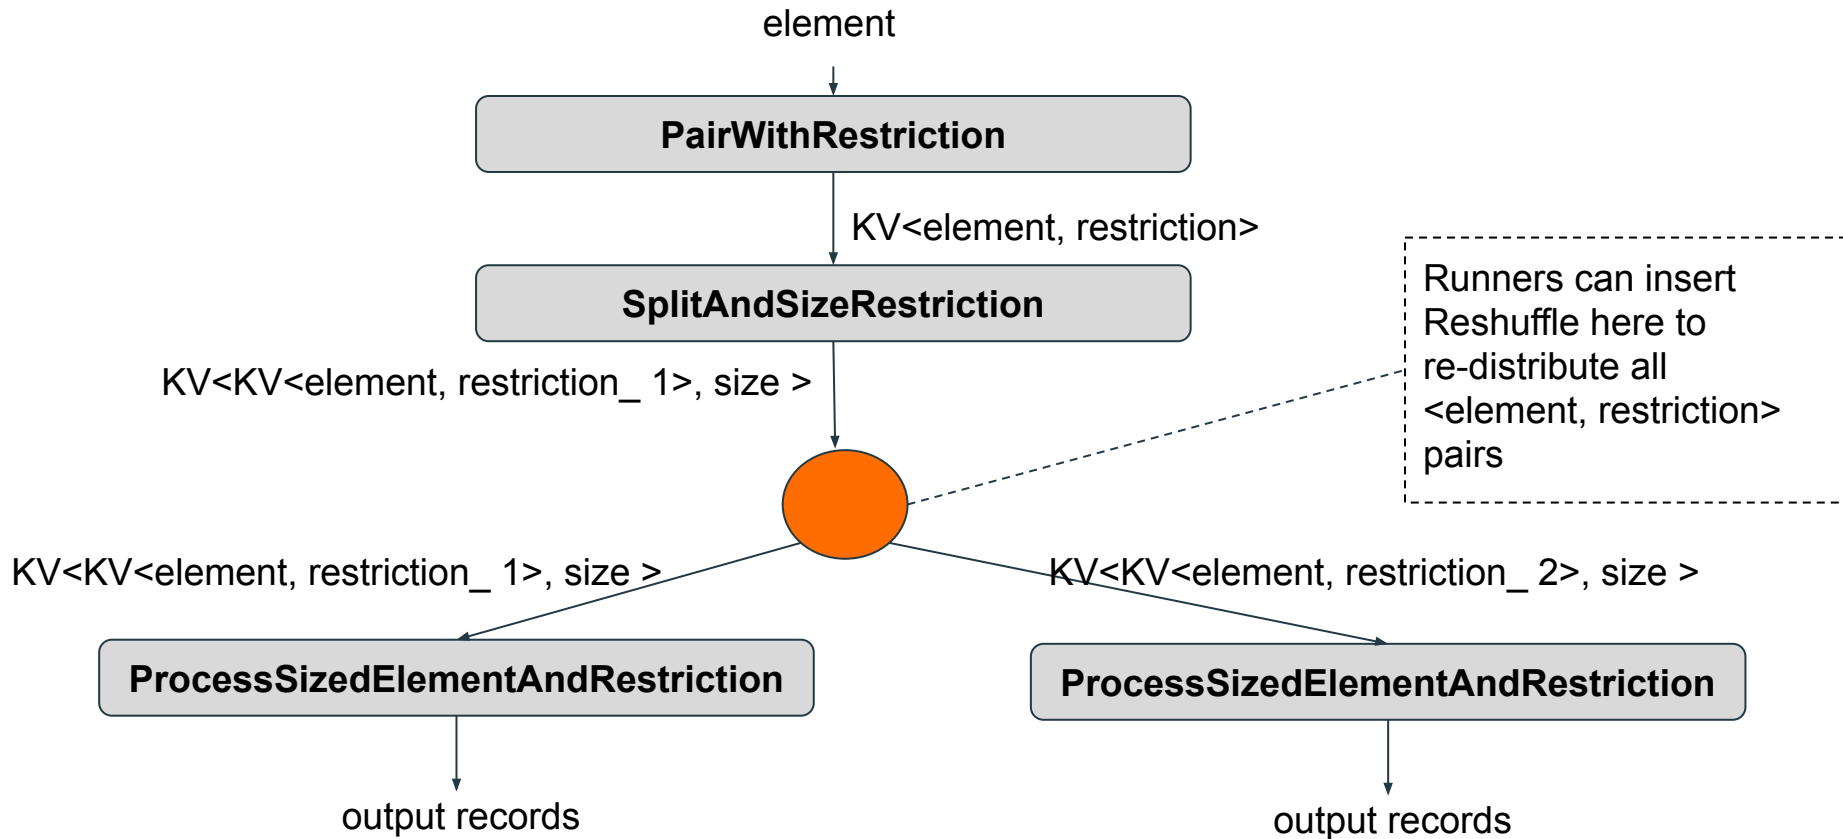 element
PairWithRestriction
KV<element, restriction>
SplitAndSizeRestriction
Runners can insert
Reshuffle here to
re-distribute all
<element, restriction>
pairs
KV<KV<element, restriction_ 1>, size >
KV<KV<element, restriction_ 1>, size >
KV<KV<element, restriction_ 2>, size >
ProcessSizedElementAndRestriction
ProcessSizedElementAndRestriction
output records
output records